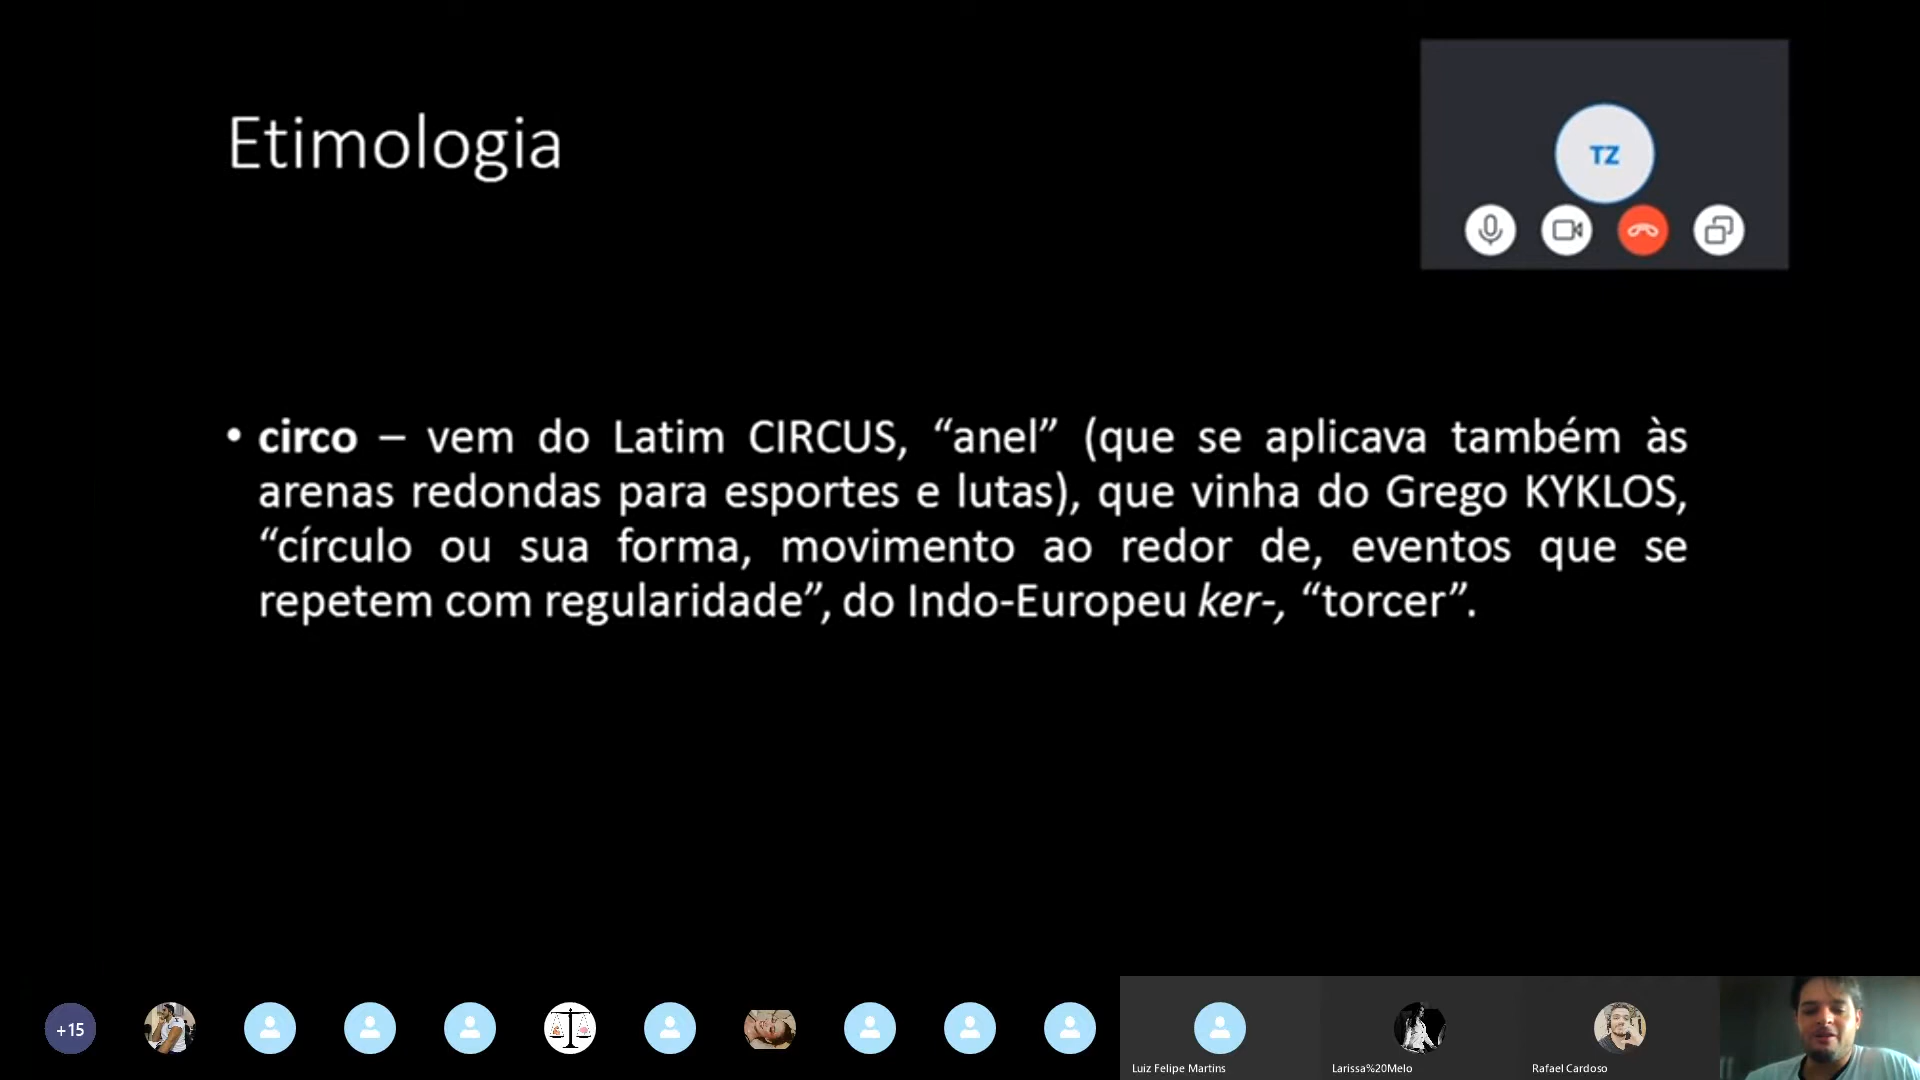 Etimologia
TZ
• circo – vem do Latim CIRCUS, “anel” (que se aplicava também às
arenas redondas para esportes e lutas), que vinha do Grego KYKLOS,
“círculo ou sua forma, movimento ao redor de, eventos que se
repetem com regularidade”, do Indo-Europeu ker-, “torcer”.
+15
Luiz Felipe Martins
Larissa%20Melo
Rafael Cardoso